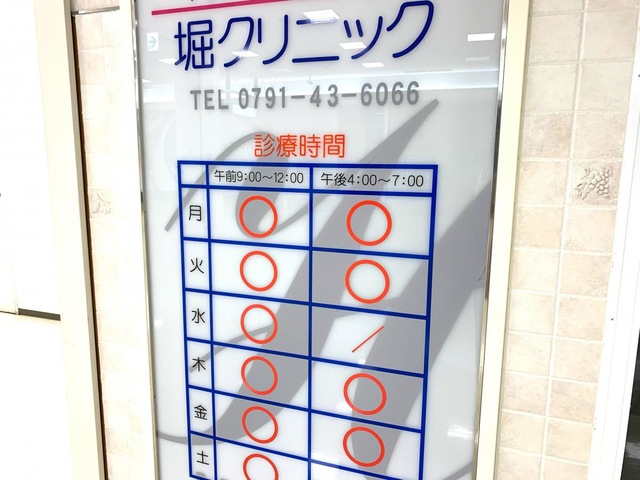 堀クリニック
TEL 0791-43-6066
診療時間
午前9:00〜12:00 午後4:00〜7:00
月 ○ ○
火 ○ ○
水 ○ /
木 ○ ○
金 ○ ○
土 ○